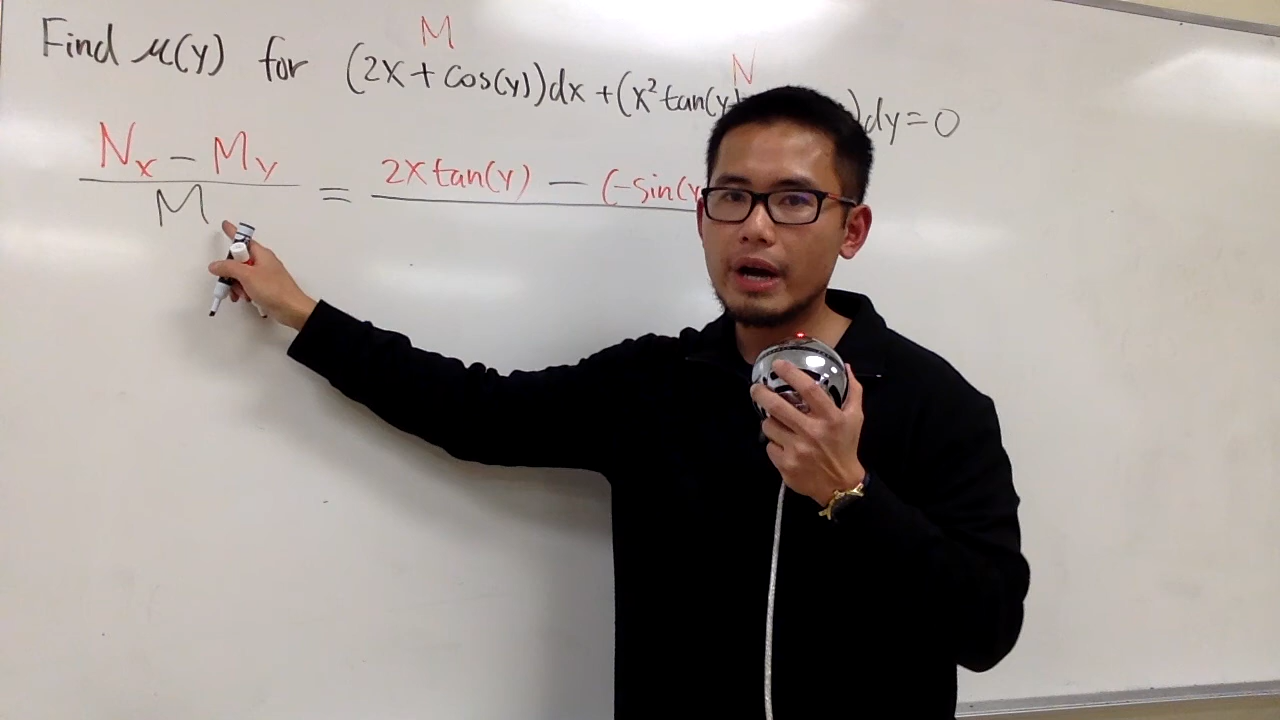 M
N
Find μ(y) for (2x + cos(y))dx + (x² tan(y) )dy = 0
Nx - My / M = 2x tan(y) - (-sin(y